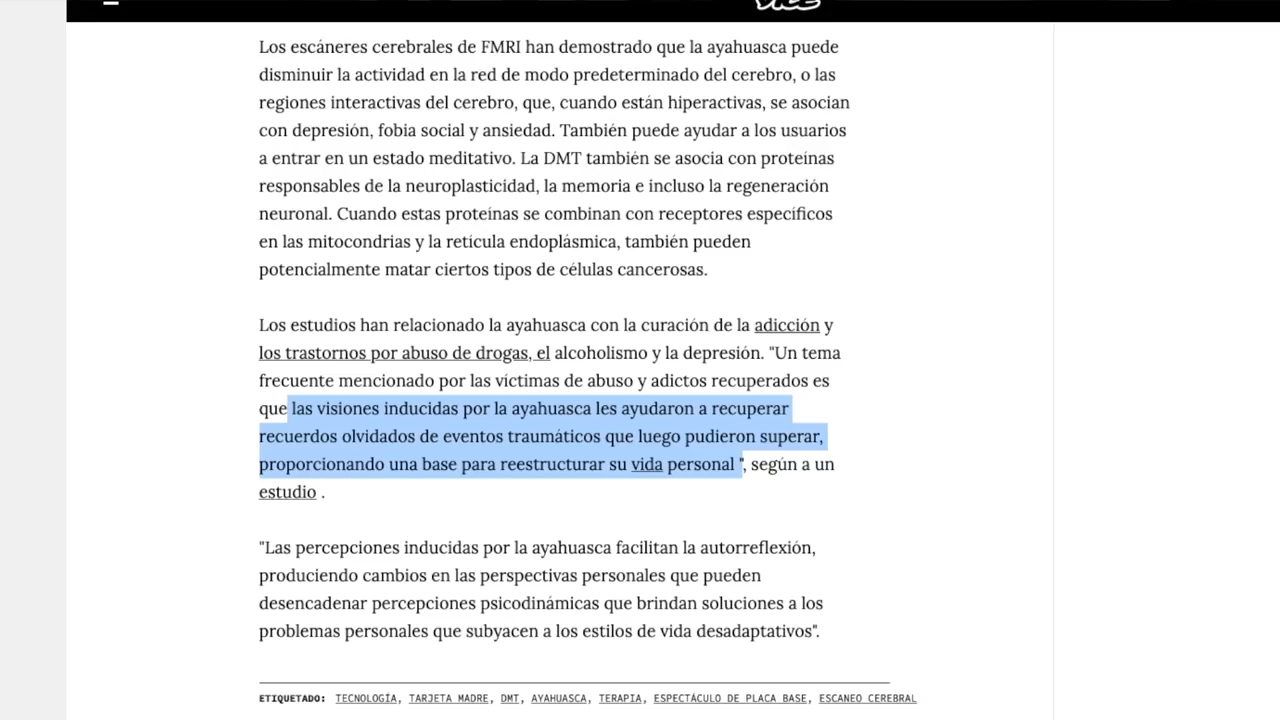 VICE
Los escáneres cerebrales de FMRI han demostrado que la ayahuasca puede
disminuir la actividad en la red de modo predeterminado del cerebro, o las
regiones interactivas del cerebro, que, cuando están hiperactivas, se asocian
con depresión, fobia social y ansiedad. También puede ayudar a los usuarios
a entrar en un estado meditativo. La DMT también se asocia con proteínas
responsables de la neuroplasticidad, la memoria e incluso la regeneración
neuronal. Cuando estas proteínas se combinan con receptores específicos
en las mitocondrias y la retícula endoplásmica, también pueden
potencialmente matar ciertos tipos de células cancerosas.
Los estudios han relacionado la ayahuasca con la curación de la adicción y
los trastornos por abuso de drogas, el alcoholismo y la depresión. "Un tema
frecuente mencionado por las víctimas de abuso y adictos recuperados es
que las visiones inducidas por la ayahuasca les ayudaron a recuperar
recuerdos olvidados de eventos traumáticos que luego pudieron superar,
proporcionando una base para reestructurar su vida personal ", según a un
estudio .
"Las percepciones inducidas por la ayahuasca facilitan la autorreflexión,
produciendo cambios en las perspectivas personales que pueden
desencadenar percepciones psicodinámicas que brindan soluciones a los
problemas personales que subyacen a los estilos de vida desadaptativos".
ETIQUETADO: TECNOLOGÍA, TARJETA MADRE, DMT, AYAHUASCA, TERAPIA, ESPECTÁCULO DE PLACA BASE, ESCANEO CEREBRAL